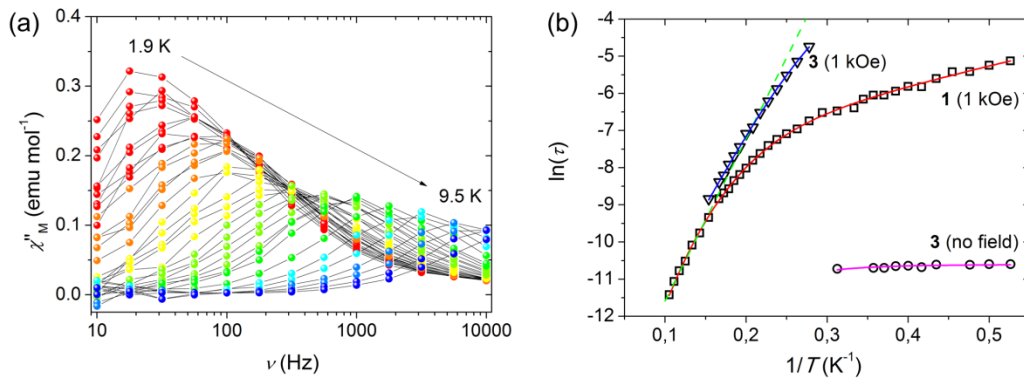 (a)
0.4
0.3
0.2
0.1
0.0
χ"M (emu mol⁻¹)
1.9 K
9.5 K
10
100
1000
10000
ν (Hz)
(b)
-4
-5
-6
-7
-8
-9
-10
-11
-12
ln(τ)
3 (1 kOe)
1 (1 kOe)
3 (no field)
0,1
0,2
0,3
0,4
0,5
1/T (K⁻¹)